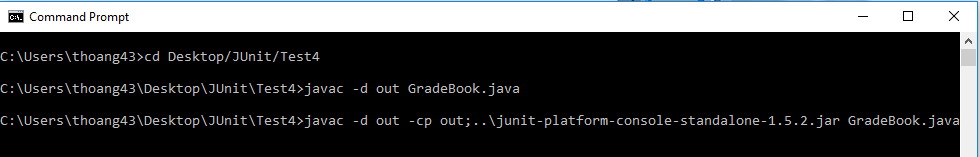 Command Prompt
C:\Users\thoang43>cd Desktop/JUnit/Test4
C:\Users\thoang43\Desktop\JUnit\Test4>javac -d out GradeBook.java
C:\Users\thoang43\Desktop\JUnit\Test4>javac -d out -cp out;..\junit-platform-console-standalone-1.5.2.jar GradeBook.java